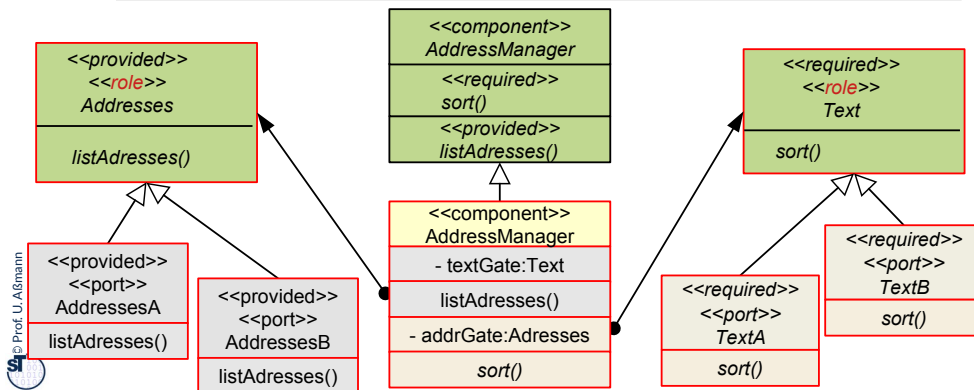 <<provided>>
<<role>>
Addresses
listAdresses()
<<provided>>
<<port>>
AddressesA
listAdresses()
<<provided>>
<<port>>
AddressesB
listAdresses()
<<component>>
AddressManager
<<required>>
sort()
<<provided>>
listAdresses()
<<component>>
AddressManager
- textGate:Text
listAdresses()
- addrGate:Adresses
sort()
<<required>>
<<role>>
Text
sort()
<<required>>
<<port>>
TextA
sort()
<<required>>
<<port>>
TextB
sort()
© Prof. U. Aßmann
ST